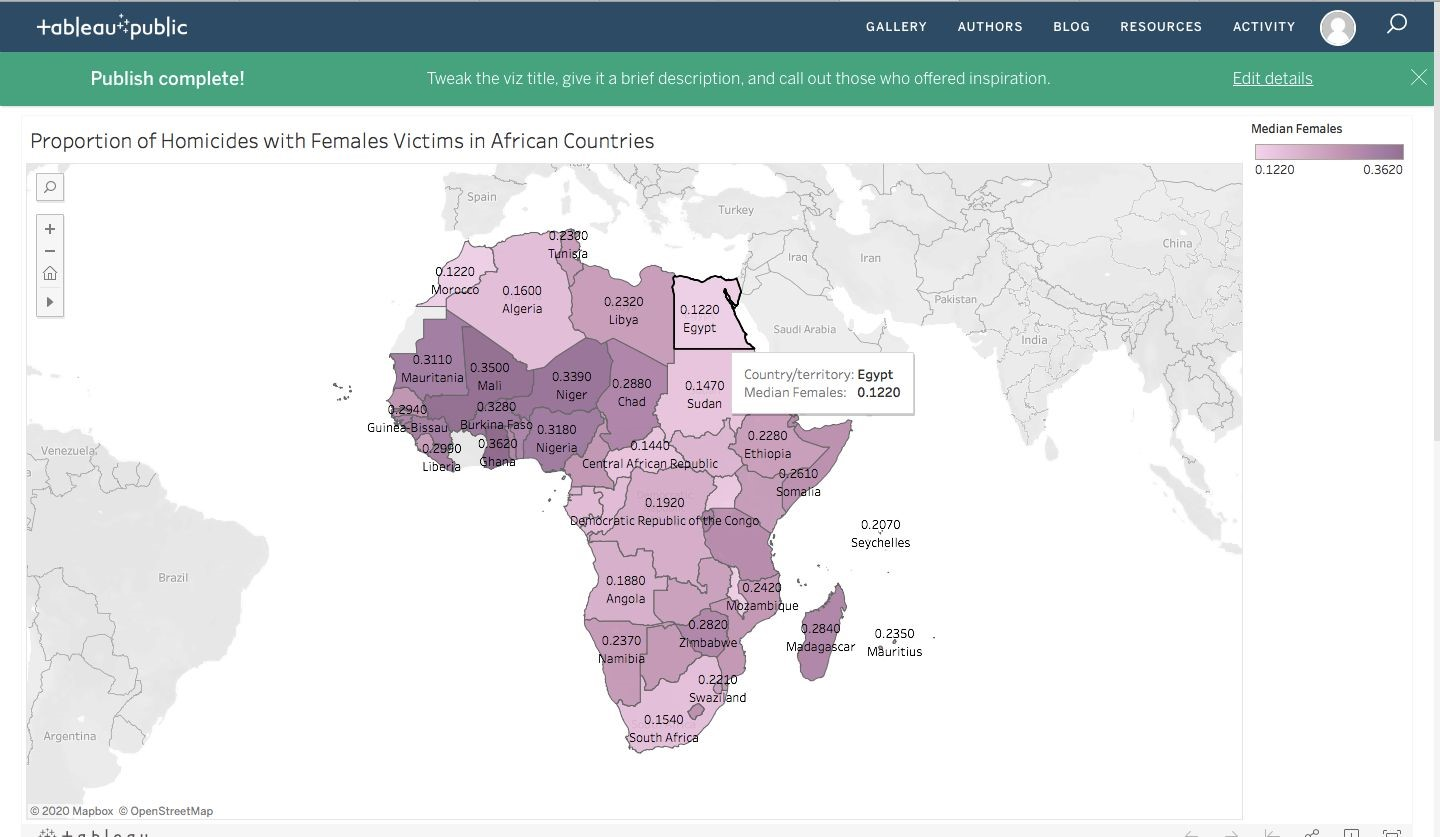 tableau public
GALLERY AUTHORS BLOG RESOURCES ACTIVITY
Publish complete! Tweak the viz title, give it a brief description, and call out those who offered inspiration. Edit details
Proportion of Homicides with Females Victims in African Countries
Median Females
0.1220 0.3620
Italy
Spain
Turkey
Iraq
Iran
China
Pakistan
Saudi Arabia
India
Venezuela
Brazil
Argentina
0.2300
Tunisia
0.1220
Morocco
0.1600
Algeria
0.2320
Libya
0.1220
Egypt
Country/territory: Egypt
Median Females: 0.1220
0.3110
Mauritania
0.3500
Mali
0.3390
Niger
0.2880
Chad
0.1470
Sudan
0.2940
Guinea-Bissau
0.3280
Burkina Faso
0.3180
Nigeria
0.2990
Liberia
0.3620
Ghana
0.1440
Central African Republic
0.2280
Ethiopia
0.2610
Somalia
0.1920
Democratic Republic of the Congo
0.2070
Seychelles
0.1880
Angola
0.2420
Mozambique
0.2370
Namibia
0.2820
Zimbabwe
0.2840
Madagascar
0.2350
Mauritius
0.2210
Swaziland
0.1540
South Africa
© 2020 Mapbox © OpenStreetMap
tableau